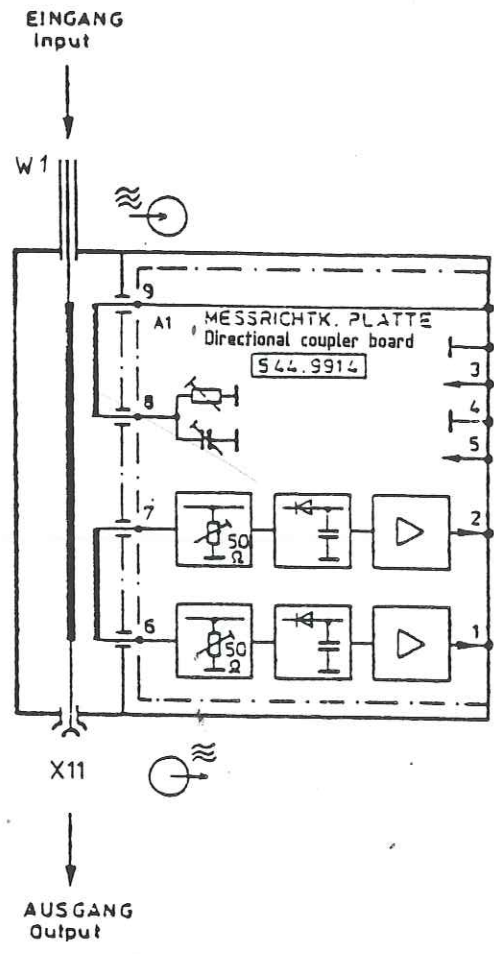 EINGANG
Input
W1
9
A1 MESSRICHTK. PLATTE
Directional coupler board
544.9914
3
8
4
5
7
2
50
Ω
6
1
50
Ω
X11
AUSGANG
Output